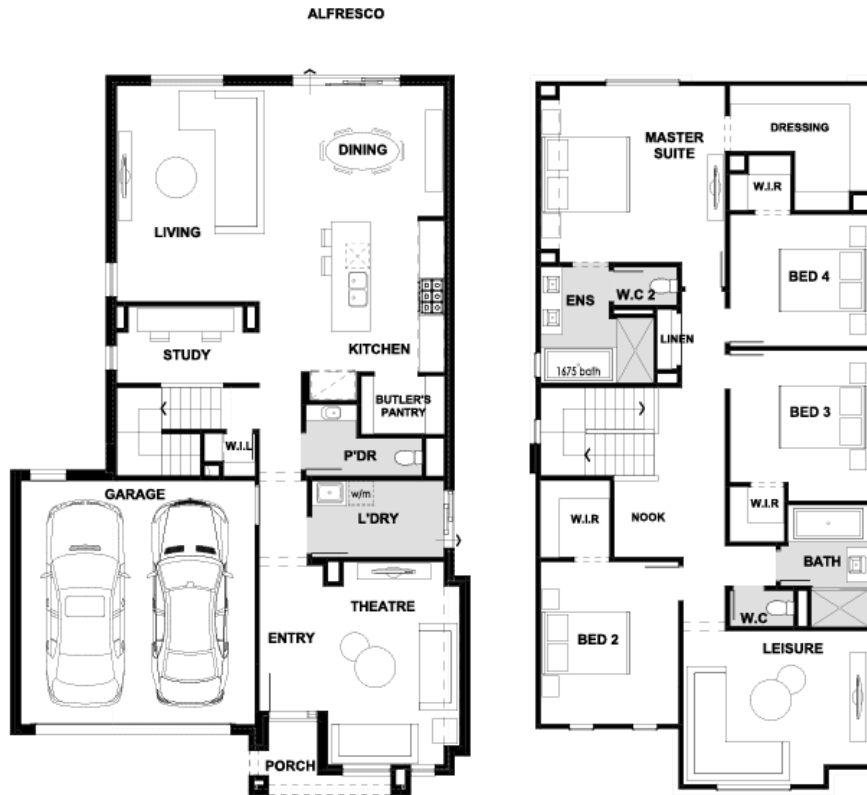 ALFRESCO
DINING
LIVING
STUDY
KITCHEN
BUTLER'S
PANTRY
W.I.L
P'DR
GARAGE
w/m
L'DRY
THEATRE
ENTRY
PORCH
MASTER
SUITE
DRESSING
W.I.R
BED 4
ENS
W.C 2
LINEN
1675 bath
BED 3
W.I.R
NOOK
W.I.R
BATH
W.C
BED 2
LEISURE